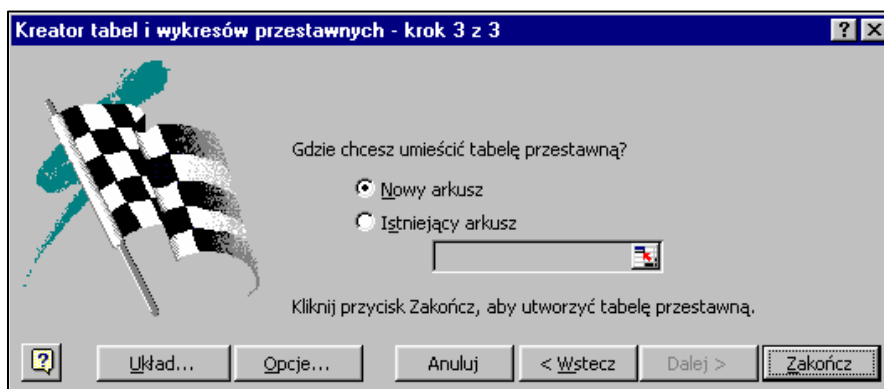 Kreator tabel i wykresów przestawnych - krok 3 z 3
Gdzie chcesz umieścić tabelę przestawną?
Nowy arkusz
Istniejący arkusz
Kliknij przycisk Zakończ, aby utworzyć tabelę przestawną.
Układ... Opcje... Anuluj < Wstecz Dalej > Zakończ